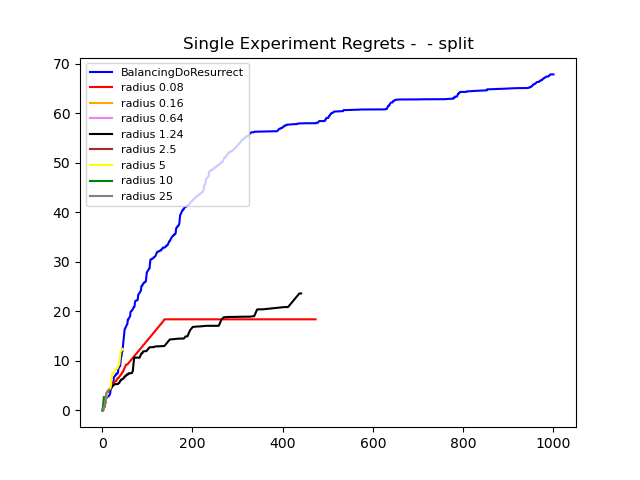 Single Experiment Regrets -  - split
70
60
50
40
30
20
10
0
BalancingDoResurrect
radius 0.08
radius 0.16
radius 0.64
radius 1.24
radius 2.5
radius 5
radius 10
radius 25
0 200 400 600 800 1000